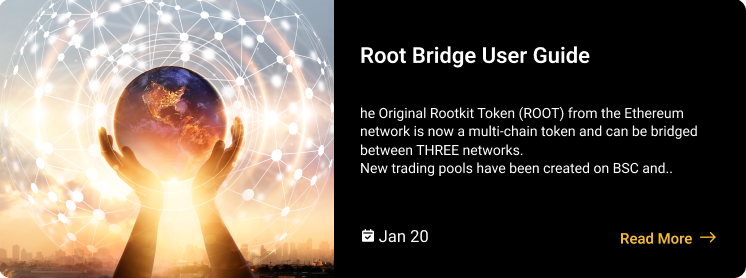 Root Bridge User Guide
he Original Rootkit Token (ROOT) from the Ethereum
network is now a multi-chain token and can be bridged
between THREE networks.
New trading pools have been created on BSC and..
Jan 20
Read More